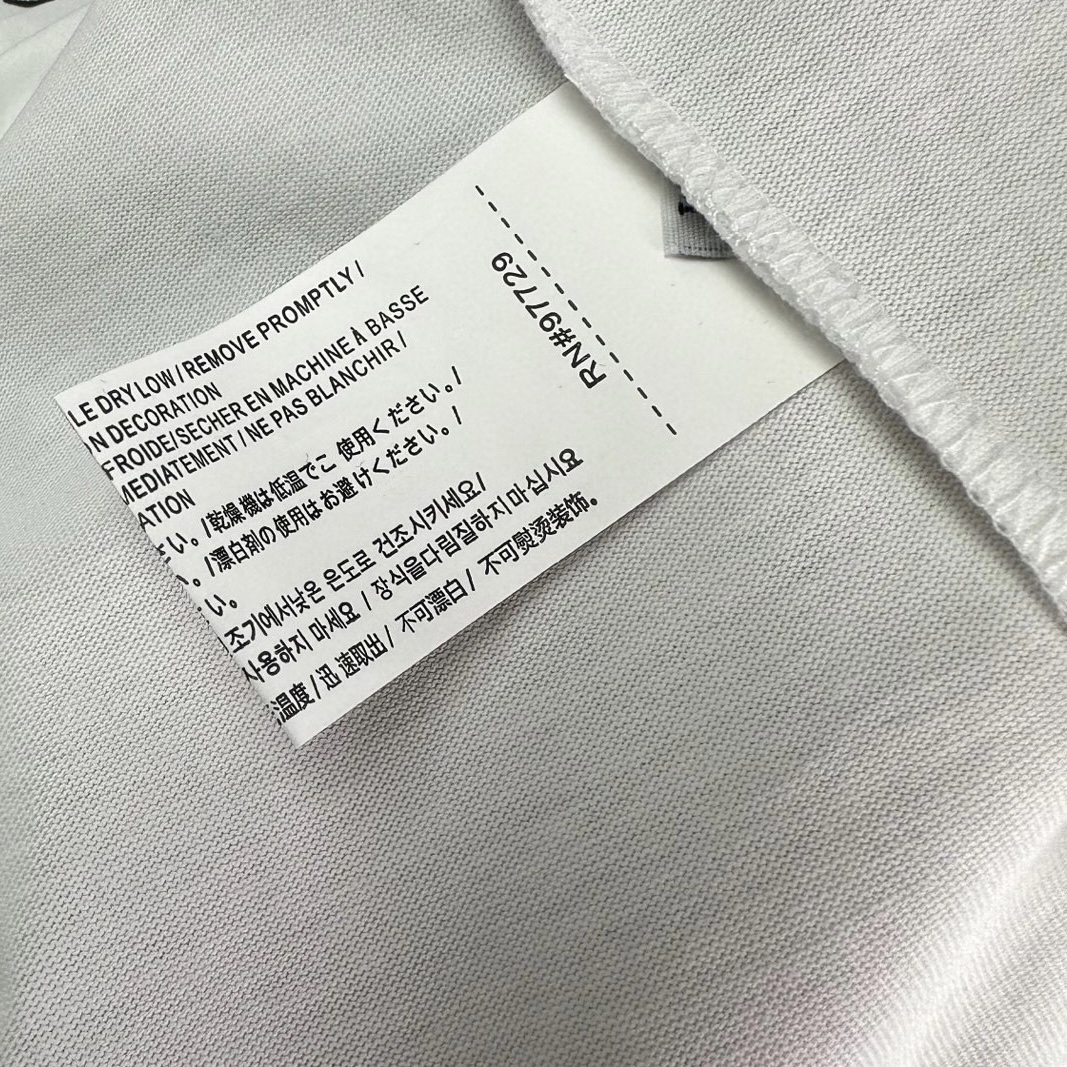 LE DRY LOW / REMOVE PROMPTLY /
N DECORATION
FROIDE/SECHER EN MACHINE À BASSE
MEDIATEMENT / NE PAS BLANCHIR /
ATION
さい。/乾燥機は低温でこ 使用ください。/
い。/漂白剤の使用はお避けください。/
い。
조기에서낮은 은도로 건조시키세요/
사용하지 마세요 / 장식을다림질하지마십시요
温度/迅 速取出/ 不可漂白/ 不可熨烫装饰。
RN#97729